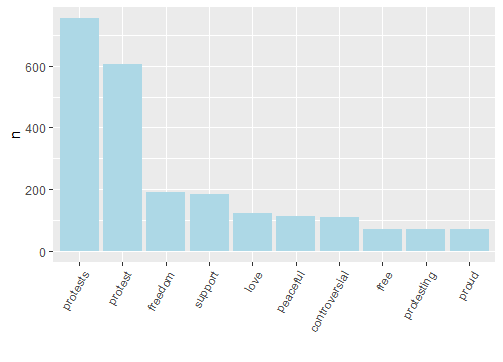 n
600
400
200
0
protests
protest
freedom
support
love
peaceful
controversial
free
protesting
proud